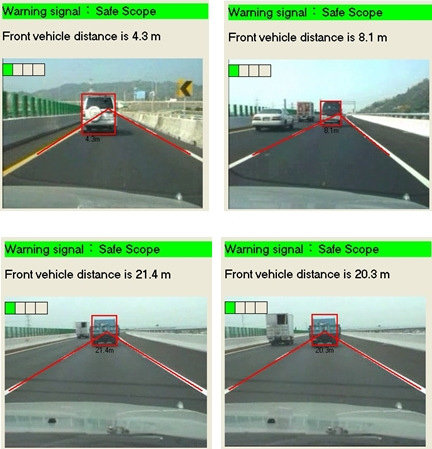 Warning signal : Safe Scope
Front vehicle distance is 4.3 m
4.3m
Warning signal : Safe Scope
Front vehicle distance is 8.1 m
8.1m
Warning signal : Safe Scope
Front vehicle distance is 21.4 m
21.4m
Warning signal : Safe Scope
Front vehicle distance is 20.3 m
20.3m